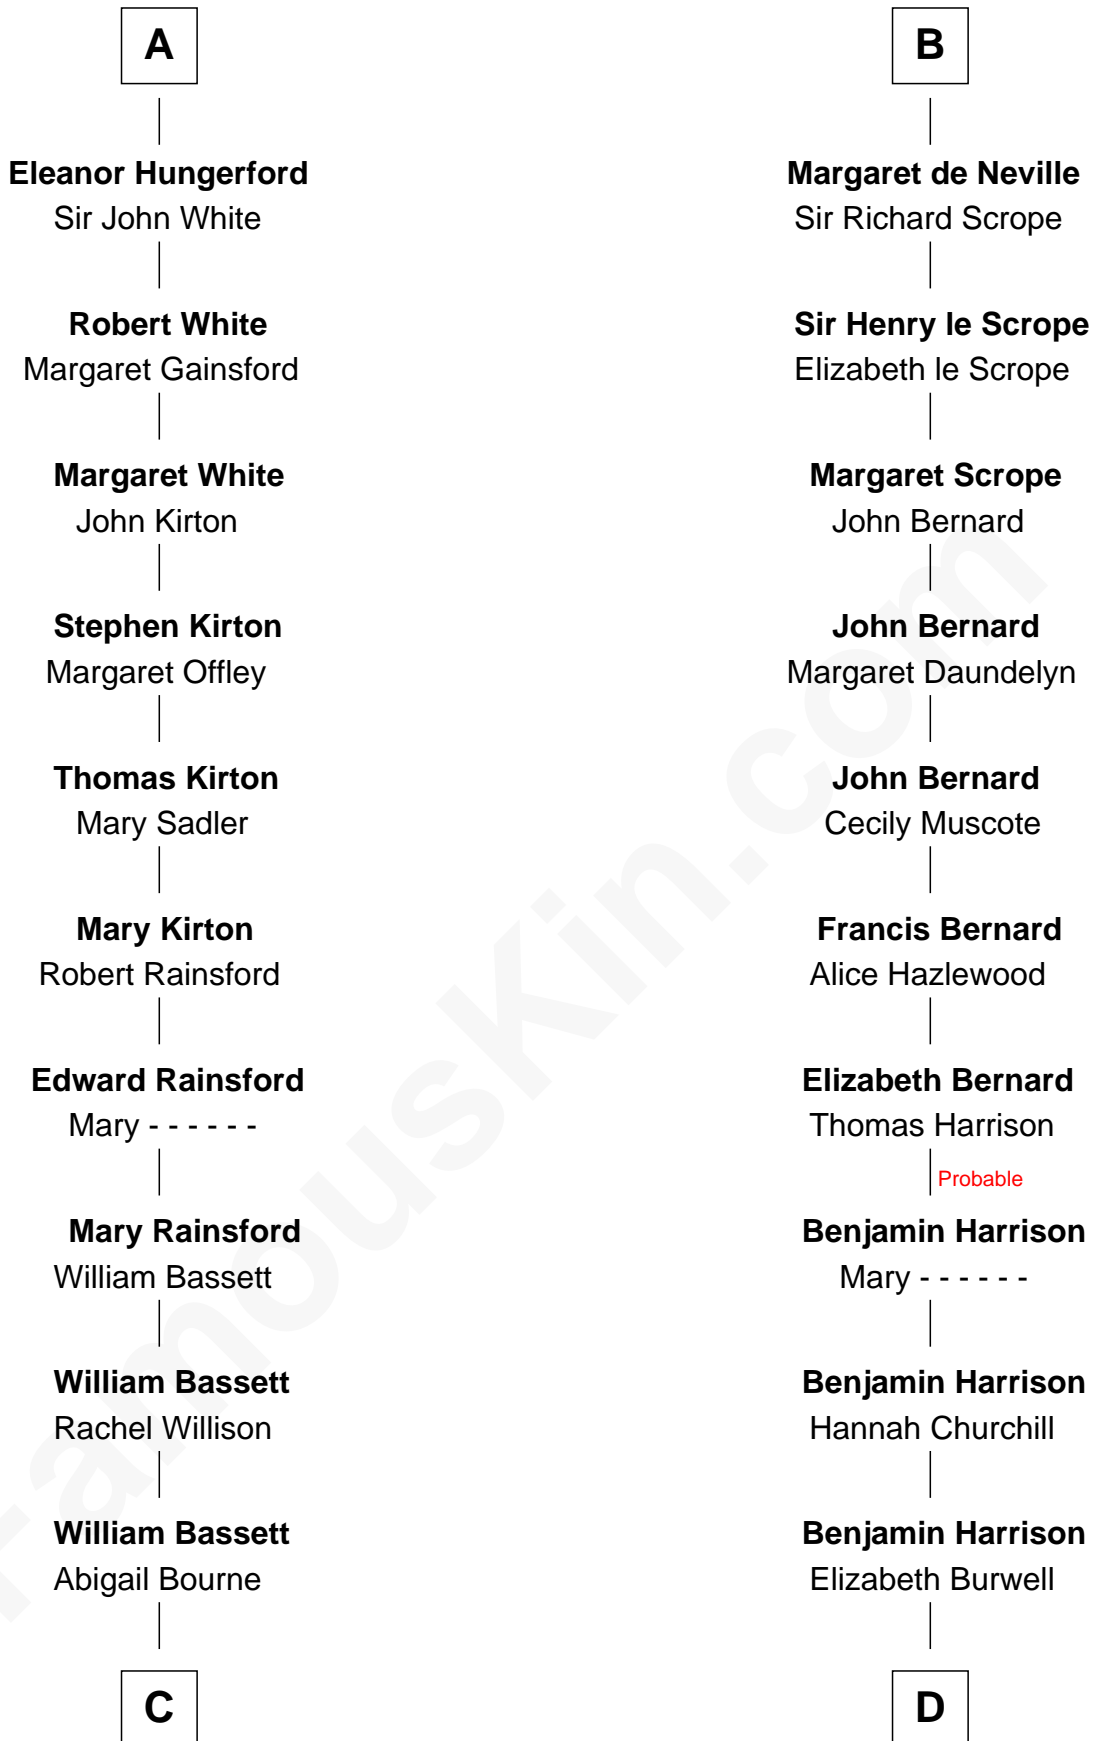 A
Eleanor Hungerford
Sir John White
Robert White
Margaret Gainsford
Margaret White
John Kirton
Stephen Kirton
Margaret Offley
Thomas Kirton
Mary Sadler
Mary Kirton
Robert Rainsford
Edward Rainsford
Mary - - - - - -
Mary Rainsford
William Bassett
William Bassett
Rachel Willison
William Bassett
Abigail Bourne
C
B
Margaret de Neville
Sir Richard Scrope
Sir Henry le Scrope
Elizabeth le Scrope
Margaret Scrope
John Bernard
John Bernard
Margaret Daundelyn
John Bernard
Cecily Muscote
Francis Bernard
Alice Hazlewood
Elizabeth Bernard
Thomas Harrison
Probable
Benjamin Harrison
Mary - - - - - -
Benjamin Harrison
Hannah Churchill
Benjamin Harrison
Elizabeth Burwell
D
FamousKin.com